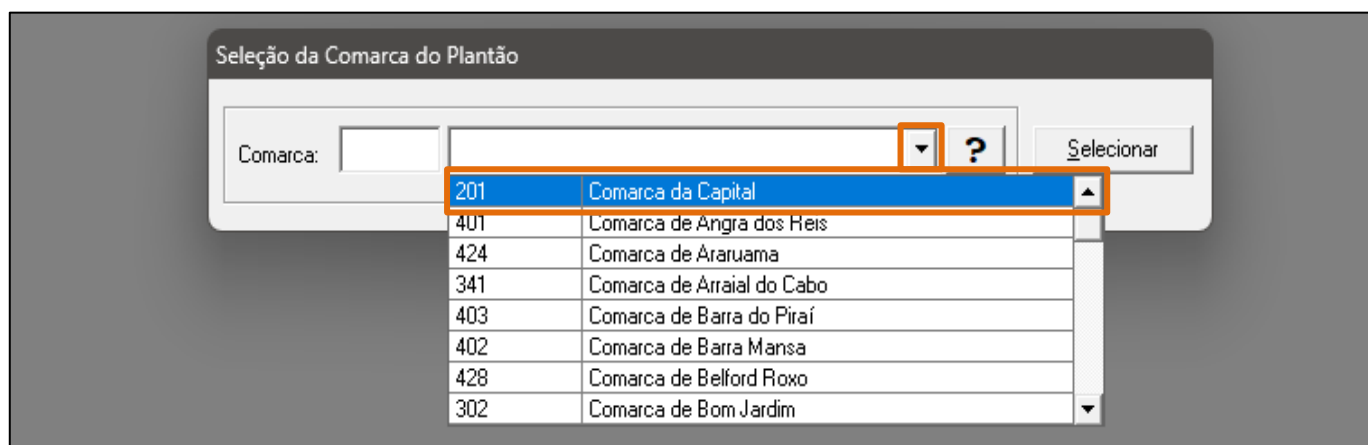 Seleção da Comarca do Plantão
Comarca: ? Selecionar
201 Comarca da Capital
401 Comarca de Angra dos Reis
424 Comarca de Araruama
341 Comarca de Arraial do Cabo
403 Comarca de Barra do Piraí
402 Comarca de Barra Mansa
428 Comarca de Belford Roxo
302 Comarca de Bom Jardim